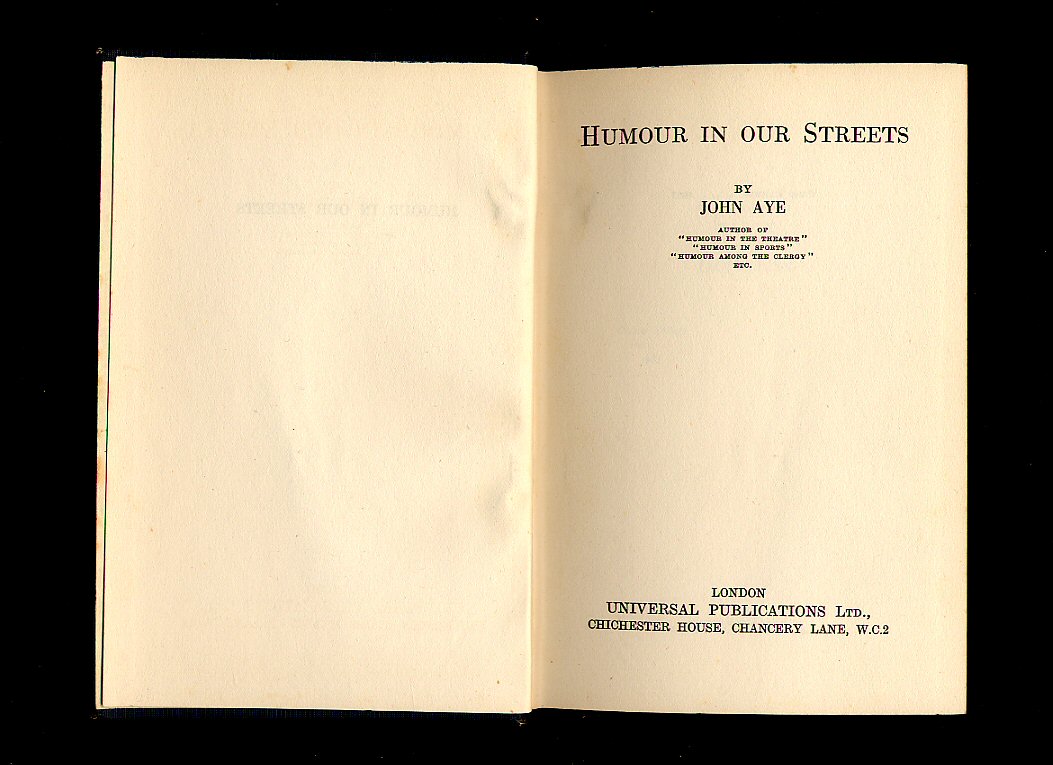 HUMOUR IN OUR STREETS
BY
JOHN AYE
AUTHOR OF
"HUMOUR IN THE THEATRE"
"HUMOUR IN SPORTS"
"HUMOUR AMONG THE CLERGY"
ETC.
LONDON
UNIVERSAL PUBLICATIONS LTD.,
CHICHESTER HOUSE, CHANCERY LANE, W.C.2